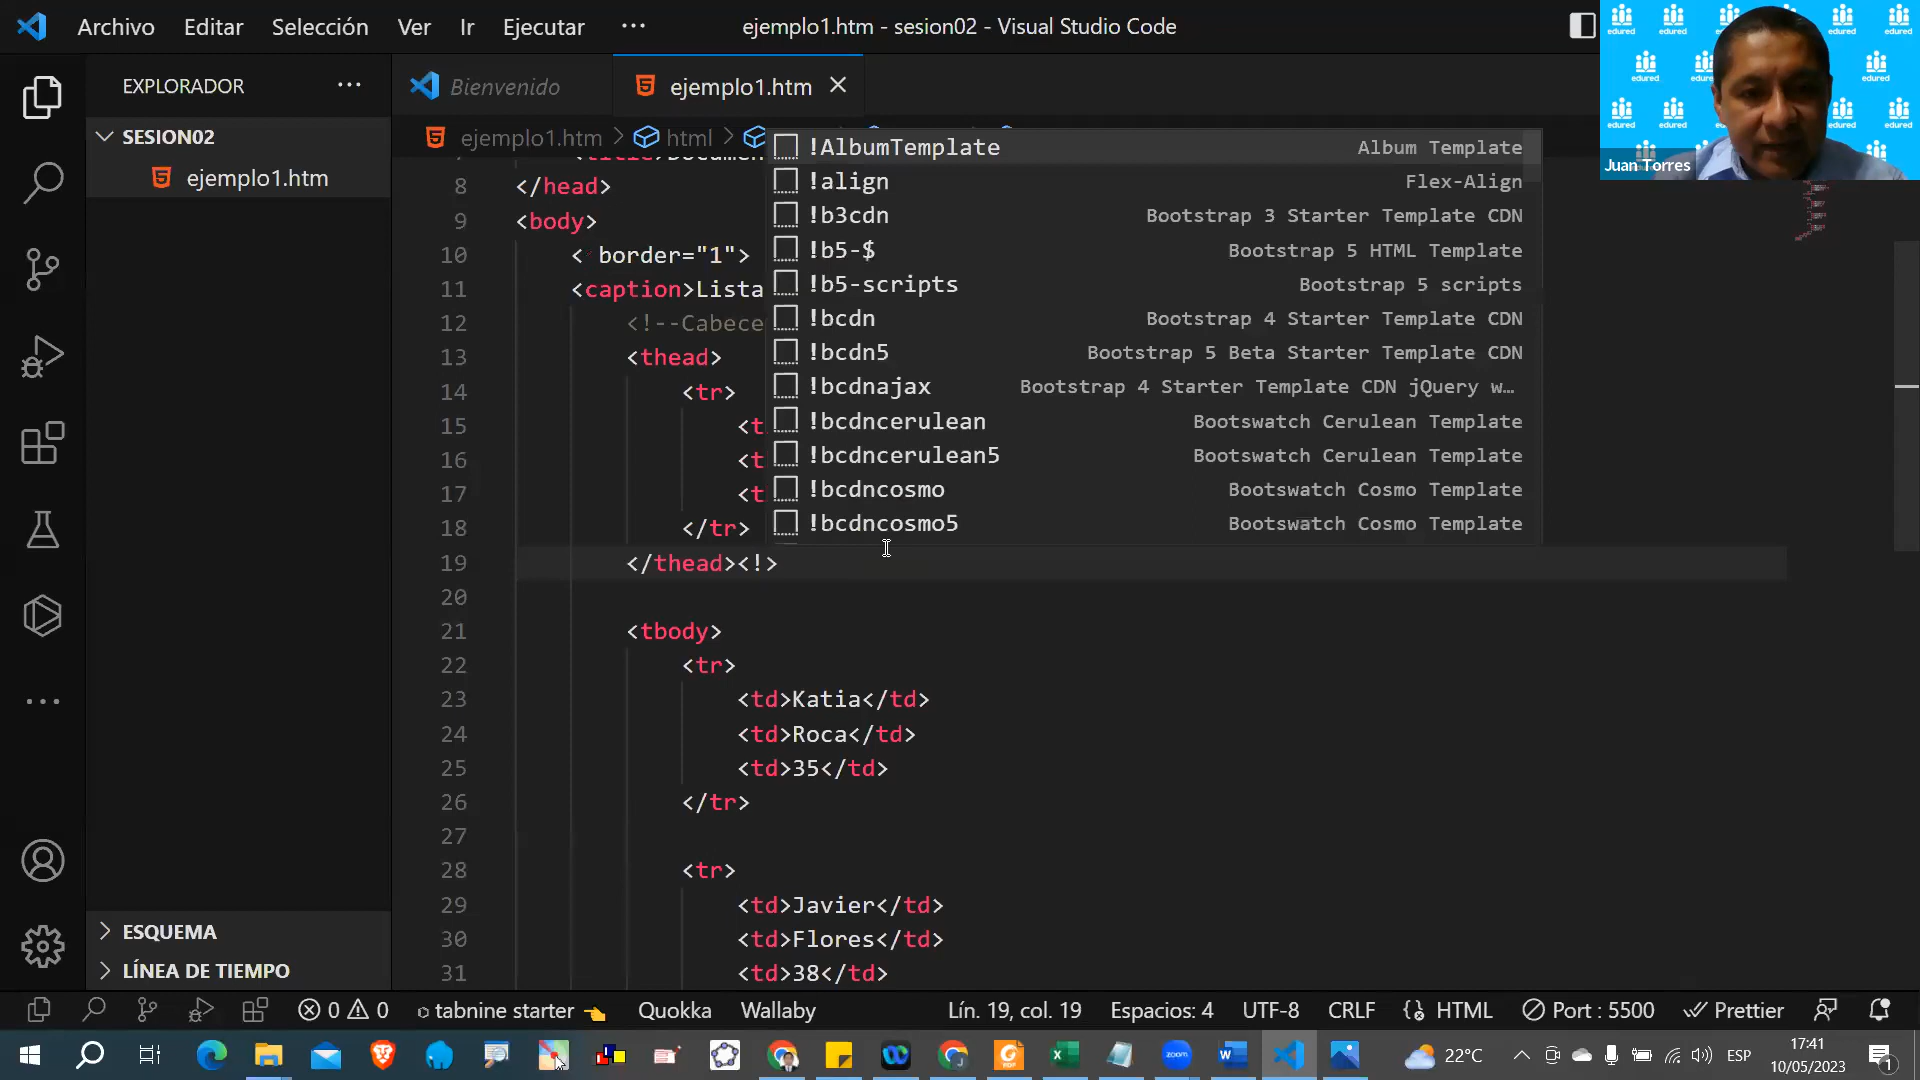 Archivo Editar Selección Ver Ir Ejecutar ··· ejemplo1.htm - sesion02 - Visual Studio Code
EXPLORADOR ···
SESION02
ejemplo1.htm
ESQUEMA
LÍNEA DE TIEMPO
Bienvenido ejemplo1.htm
ejemplo1.htm > html >
8 </head>
9 <body>
10 < border="1">
11 <caption>Lista
12 <!--Cabece
13 <thead>
14 <tr>
15 <t
16 <t
17 <t
18 </tr>
19 </thead><!>
20
21 <tbody>
22 <tr>
23 <td>Katia</td>
24 <td>Roca</td>
25 <td>35</td>
26 </tr>
27
28 <tr>
29 <td>Javier</td>
30 <td>Flores</td>
31 <td>38</td>
!AlbumTemplate Album Template
!align Flex-Align
!b3cdn Bootstrap 3 Starter Template CDN
!b5-$ Bootstrap 5 HTML Template
!b5-scripts Bootstrap 5 scripts
!bcdn Bootstrap 4 Starter Template CDN
!bcdn5 Bootstrap 5 Beta Starter Template CDN
!bcdnajax Bootstrap 4 Starter Template CDN jQuery w…
!bcdncerulean Bootswatch Cerulean Template
!bcdncerulean5 Bootswatch Cerulean Template
!bcdncosmo Bootswatch Cosmo Template
!bcdncosmo5 Bootswatch Cosmo Template
edured
Juan Torres
0 0 tabnine starter Quokka Wallaby Lín. 19, col. 19 Espacios: 4 UTF-8 CRLF HTML Port : 5500 Prettier
zoom 22°C ESP 17:41
10/05/2023 1